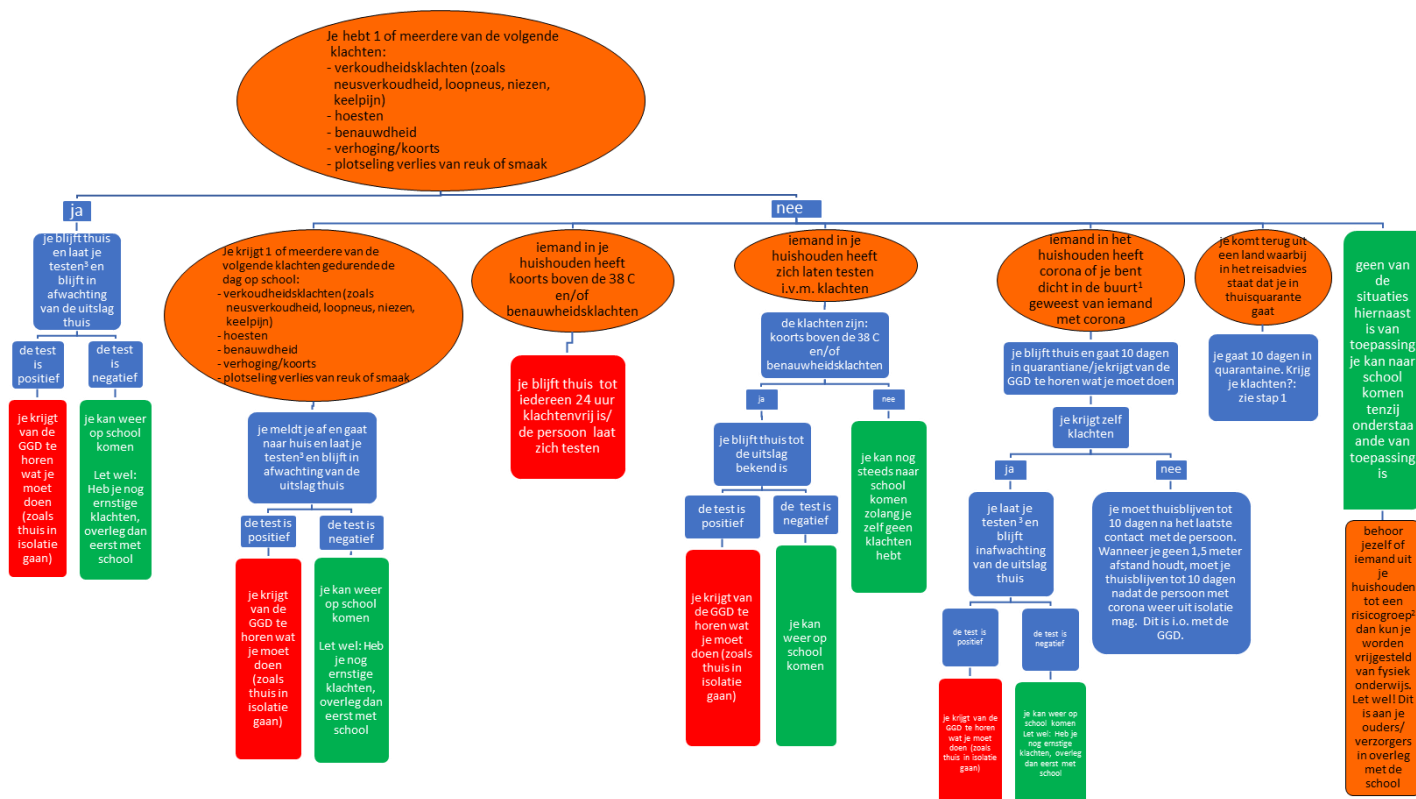 Je hebt 1 of meerdere van de volgende
klachten:
- verkoudheidsklachten (zoals
neusverkoudheid, loopneus, niezen,
keelpijn)
- hoesten
- benauwdheid
- verhoging/koorts
- plotseling verlies van reuk of smaak
ja
nee
je blijft thuis
en laat je
testen³ en
blijft in
afwachting
van de uitslag
thuis
de test
is
positief
de test
is
negatief
je krijgt
van de
GGD te
horen
wat je
moet
doen
(zoals
thuis in
isolatie
gaan)
je kan weer
op school
komen
Let wel:
Heb je nog
ernstige
klachten,
overleg dan
eerst met
school
Je krijgt 1 of meerdere van de
volgende klachten gedurende de
dag op school:
- verkoudheidsklachten (zoals
neusverkoudheid, loopneus, niezen,
keelpijn)
- hoesten
- benauwdheid
- verhoging/koorts
- plotseling verlies van reuk of smaak
je meldt je af en gaat
naar huis en laat je
testen³ en blijft in
afwachting van de
uitslag thuis
de test is
positief
de test is
negatief
je krijgt
van de
GGD te
horen wat
je moet
doen
(zoals
thuis in
isolatie
gaan)
je kan weer
op school
komen
Let wel: Heb
je nog
ernstige
klachten,
overleg dan
eerst met
school
iemand in je
huishouden heeft
koorts boven de 38 C
en/of
benauwheidsklachten
je blijft thuis tot
iedereen 24 uur
klachtenvrij is/
de persoon laat
zich testen
iemand in je
huishouden heeft
zich laten testen
i.v.m. klachten
de klachten zijn:
koorts boven de 38 C
en/of
benauwheidsklachten
ja
nee
je blijft thuis tot
de uitslag
bekend is
de test is
positief
de test is
negatief
je krijgt van de
GGD te horen
wat je moet
doen (zoals
thuis in
isolatie gaan)
je kan
weer op
school
komen
je kan nog
steeds naar
school
komen
zolang je
zelf geen
klachten
hebt
iemand in het
huishouden heeft
corona of je bent
dicht in de buurt¹
geweest van iemand
met corona
je blijft thuis en gaat 10 dagen
in quarantiane/je krijgt van de
GGD te horen wat je moet doen
je krijgt zelf
klachten
ja
nee
je laat je
testen ³ en
blijft
inafwachting
van de uitslag
thuis
de test is
positief
de test is
negatief
je krijgt van de
GGD te horen
wat je moet
doen (zoals
thuis in isolatie
gaan)
je kan weer op
school komen
Let wel: Heb je
nog ernstige
klachten, overleg
dan eerst met
school
je moet thuisblijven tot
10 dagen na het laatste
contact met de persoon.
Wanneer je geen 1,5 meter
afstand houdt, moet je
thuisblijven tot 10 dagen
nadat de persoon met
corona weer uit isolatie
mag. Dit is i.o. met de
GGD.
je komt terug uit
een land waarbij
in het reisadvies
staat dat je in
thuisquarante
gaat
je gaat 10 dagen in
quarantaine. Krijg
je klachten?:
zie stap 1
geen van
de
situaties
hiernaast
is van
toepassing
je kan naar
school
komen
tenzij
onderstaa
ande van
toepassing
is
behoor
jezelf of
iemand uit
je
huishouden
tot een
risicogroep²
dan kun je
worden
vrijgesteld
van fysiek
onderwijs.
Let wel! Dit
is aan je
ouders/
verzorgers
in overleg
met de
school